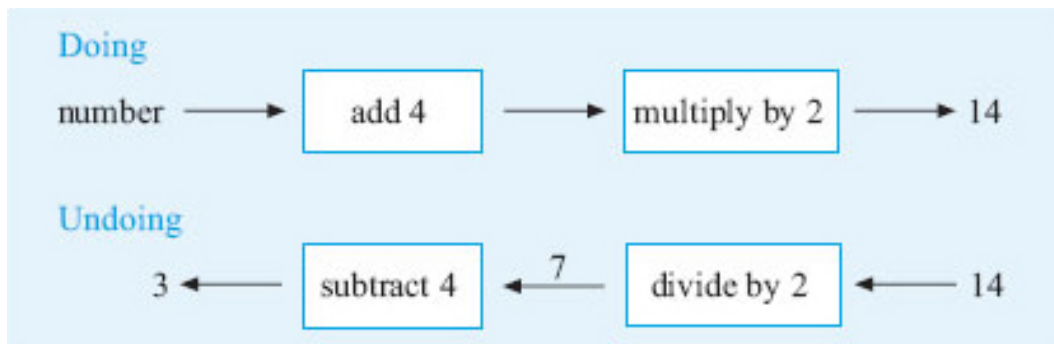 Doing
number add 4 multiply by 2 14
Undoing
3 subtract 4 7 divide by 2 14